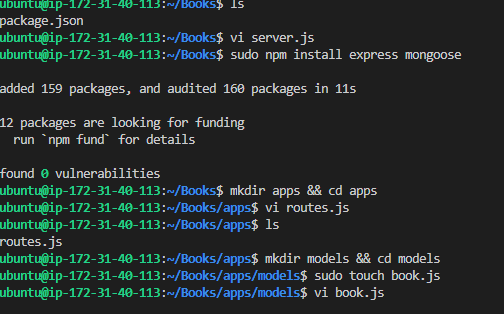 ubuntu@ip-172-31-40-113:~/Books$ ls
package.json
ubuntu@ip-172-31-40-113:~/Books$ vi server.js
ubuntu@ip-172-31-40-113:~/Books$ sudo npm install express mongoose
added 159 packages, and audited 160 packages in 11s
12 packages are looking for funding
  run `npm fund` for details
found 0 vulnerabilities
ubuntu@ip-172-31-40-113:~/Books$ mkdir apps && cd apps
ubuntu@ip-172-31-40-113:~/Books/apps$ vi routes.js
ubuntu@ip-172-31-40-113:~/Books/apps$ ls
routes.js
ubuntu@ip-172-31-40-113:~/Books/apps$ mkdir models && cd models
ubuntu@ip-172-31-40-113:~/Books/apps/models$ sudo touch book.js
ubuntu@ip-172-31-40-113:~/Books/apps/models$ vi book.js